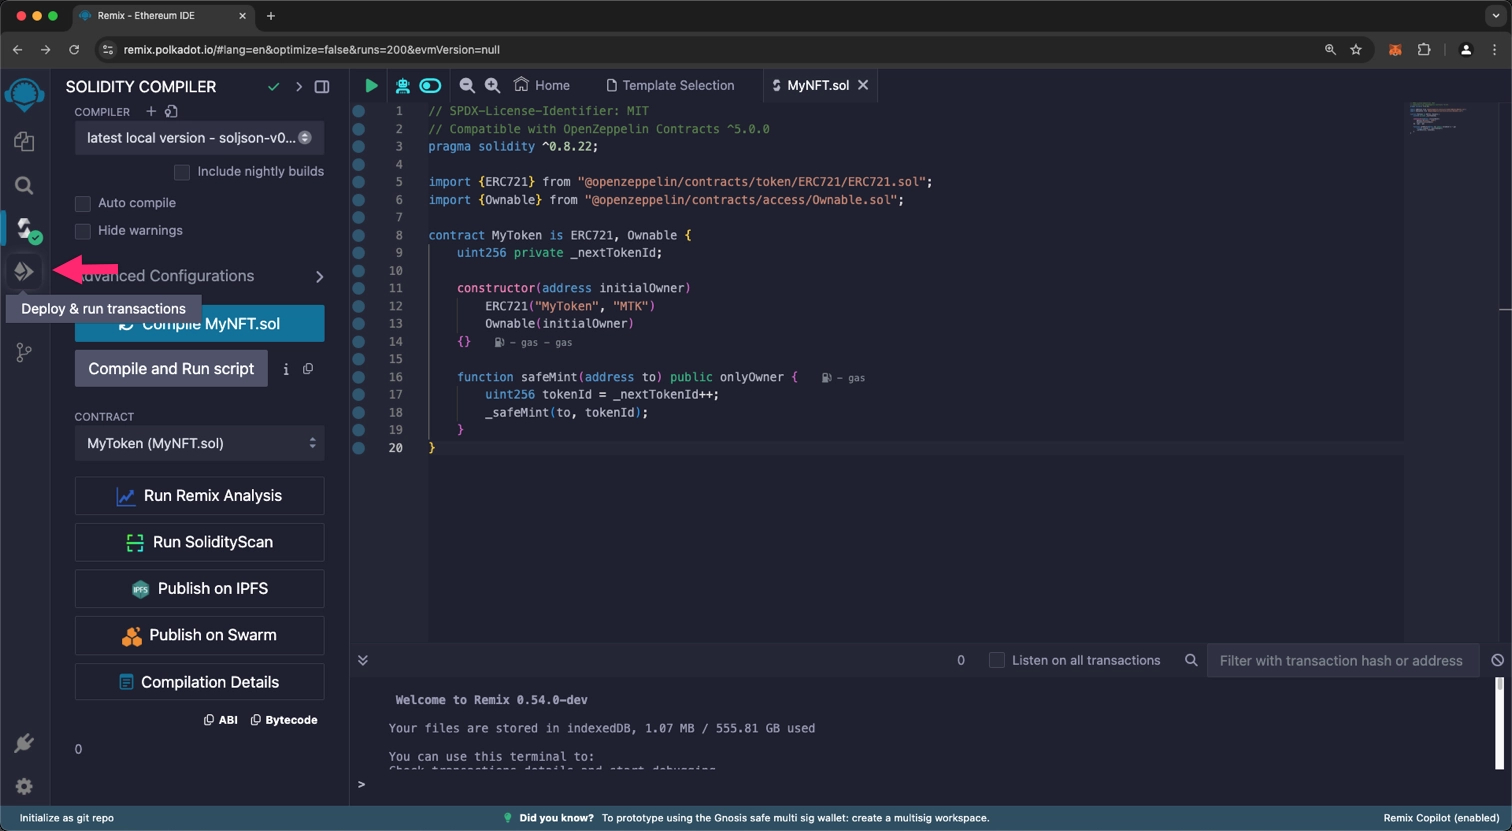 Remix - Ethereum IDE
remix.polkadot.io/#lang=en&optimize=false&runs=200&evmVersion=null
SOLIDITY COMPILER
COMPILER
latest local version - soljson-v0...
Include nightly builds
Auto compile
Hide warnings
Advanced Configurations
Deploy & run transactions
Compile MyNFT.sol
Compile and Run script
i
CONTRACT
MyToken (MyNFT.sol)
Run Remix Analysis
Run SolidityScan
IPFS Publish on IPFS
Publish on Swarm
Compilation Details
ABI Bytecode
0
Home Template Selection MyNFT.sol
1 // SPDX-License-Identifier: MIT
2 // Compatible with OpenZeppelin Contracts ^5.0.0
3 pragma solidity ^0.8.22;
4
5 import {ERC721} from "@openzeppelin/contracts/token/ERC721/ERC721.sol";
6 import {Ownable} from "@openzeppelin/contracts/access/Ownable.sol";
7
8 contract MyToken is ERC721, Ownable {
9 uint256 private _nextTokenId;
10
11 constructor(address initialOwner)
12 ERC721("MyToken", "MTK")
13 Ownable(initialOwner)
14 {} - gas - gas
15
16 function safeMint(address to) public onlyOwner { - gas
17 uint256 tokenId = _nextTokenId++;
18 _safeMint(to, tokenId);
19 }
20 }
0 Listen on all transactions Filter with transaction hash or address
Welcome to Remix 0.54.0-dev
Your files are stored in indexedDB, 1.07 MB / 555.81 GB used
You can use this terminal to:
Check transactions details and start debugging.
>
Initialize as git repo Did you know? To prototype using the Gnosis safe multi sig wallet: create a multisig workspace. Remix Copilot (enabled)